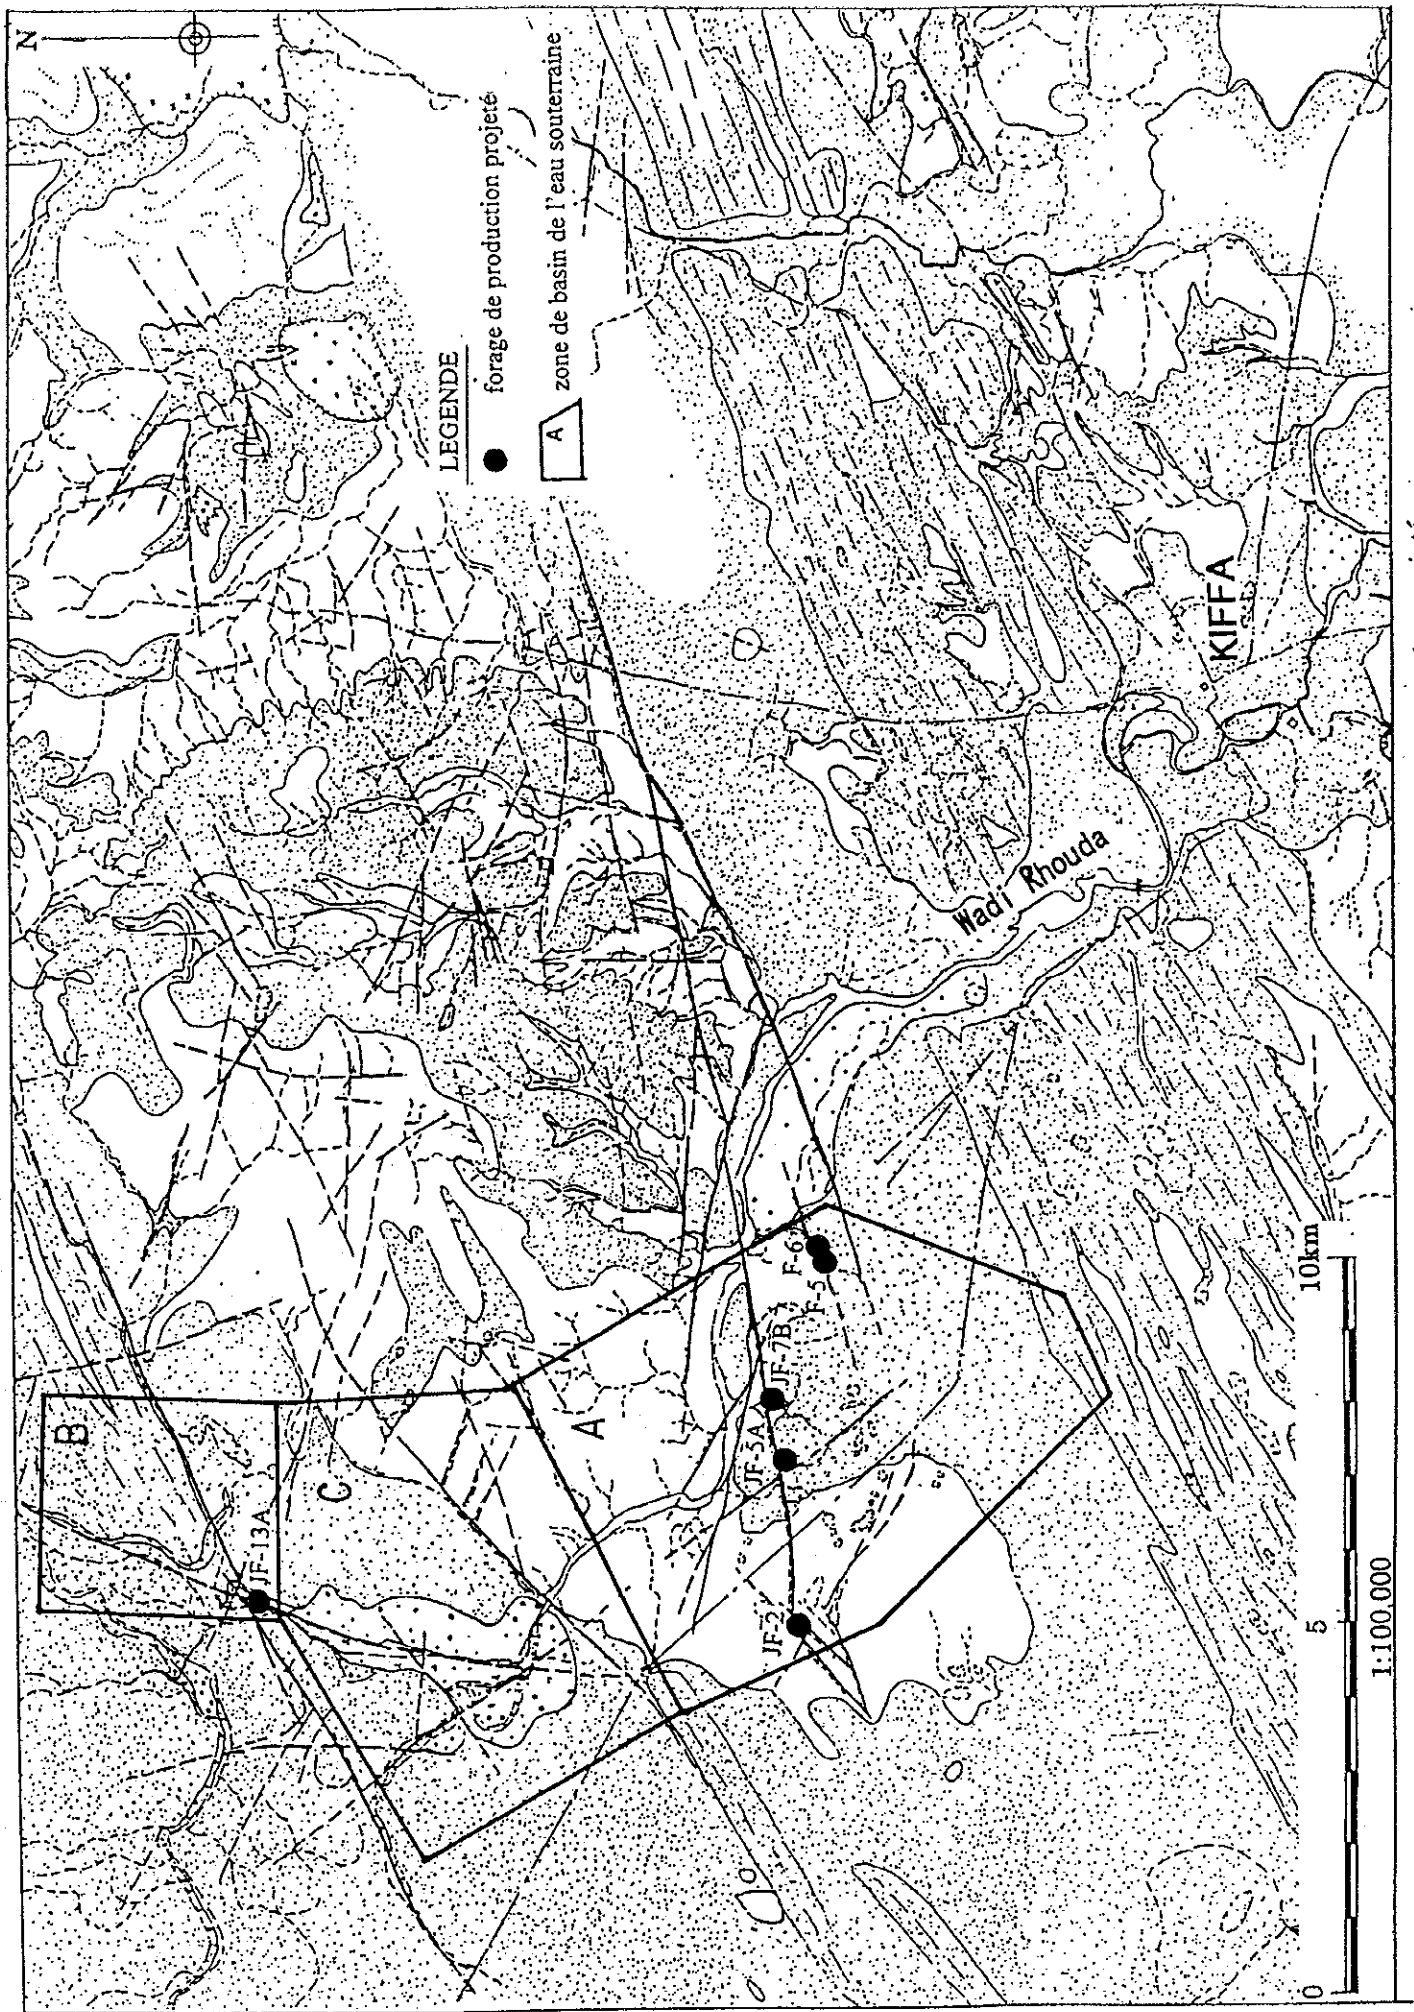 N
LEGENDE
forage de production projeté
A
zone de basin de l'eau souterraine
B
JF-13A
C
A
JF-5A
JF-7B
F-5
F-6
JF-2
Wadi Rhouda
KIFFA
0
5
10km
1:100,000